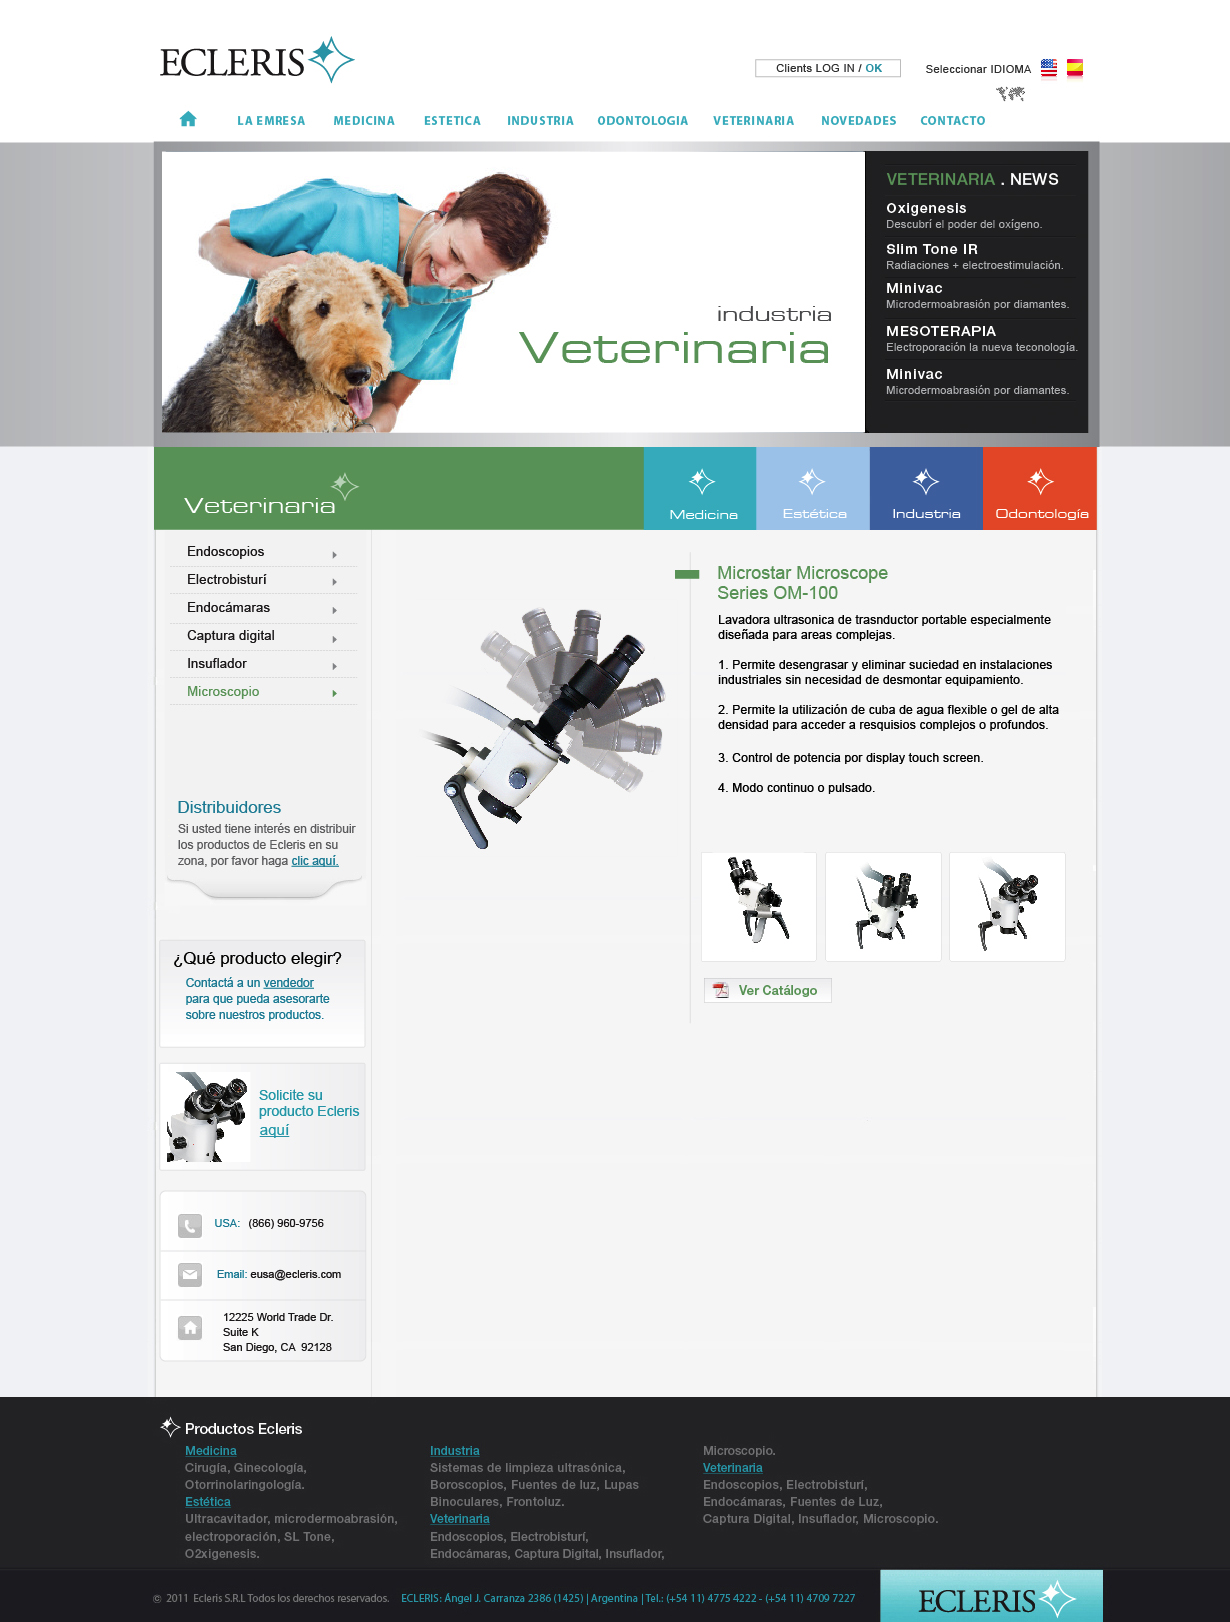 ECLERIS
Clients LOG IN / OK
Seleccionar IDIOMA
LA EMRESA MEDICINA ESTETICA INDUSTRIA ODONTOLOGIA VETERINARIA NOVEDADES CONTACTO
industria
Veterinaria
VETERINARIA . NEWS
Oxigenesis
Descubrí el poder del oxígeno.
Slim Tone IR
Radiaciones + electroestimulación.
Minivac
Microdermoabrasión por diamantes.
MESOTERAPIA
Electroporación la nueva teconología.
Minivac
Microdermoabrasión por diamantes.
Veterinaria
Medicina
Estética
Industria
Odontología
Endoscopios
Electrobisturí
Endocámaras
Captura digital
Insuflador
Microscopio
Distribuidores
Si usted tiene interés en distribuir
los productos de Ecleris en su
zona, por favor haga clic aquí.
¿Qué producto elegir?
Contactá a un vendedor
para que pueda asesorarte
sobre nuestros productos.
Solicite su
producto Ecleris
aquí
USA: (866) 960-9756
Email: eusa@ecleris.com
12225 World Trade Dr.
Suite K
San Diego, CA 92128
Microstar Microscope
Series OM-100
Lavadora ultrasonica de trasnductor portable especialmente
diseñada para areas complejas.
1. Permite desengrasar y eliminar suciedad en instalaciones
industriales sin necesidad de desmontar equipamiento.
2. Permite la utilización de cuba de agua flexible o gel de alta
densidad para acceder a resquisios complejos o profundos.
3. Control de potencia por display touch screen.
4. Modo continuo o pulsado.
Ver Catálogo
Productos Ecleris
Medicina
Cirugía, Ginecología,
Otorrinolaringología.
Estética
Ultracavitador, microdermoabrasión,
electroporación, SL Tone,
O2xigenesis.
Industria
Sistemas de limpieza ultrasónica,
Boroscopios, Fuentes de luz, Lupas
Binoculares, Frontoluz.
Veterinaria
Endoscopios, Electrobisturí,
Endocámaras, Captura Digital, Insuflador,
Microscopio.
Veterinaria
Endoscopios, Electrobisturí,
Endocámaras, Fuentes de Luz,
Captura Digital, Insuflador, Microscopio.
© 2011 Ecleris S.R.L Todos los derechos reservados. ECLERIS: Ángel J. Carranza 2386 (1425) | Argentina | Tel.: (+54 11) 4775 4222 - (+54 11) 4709 7227
ECLERIS